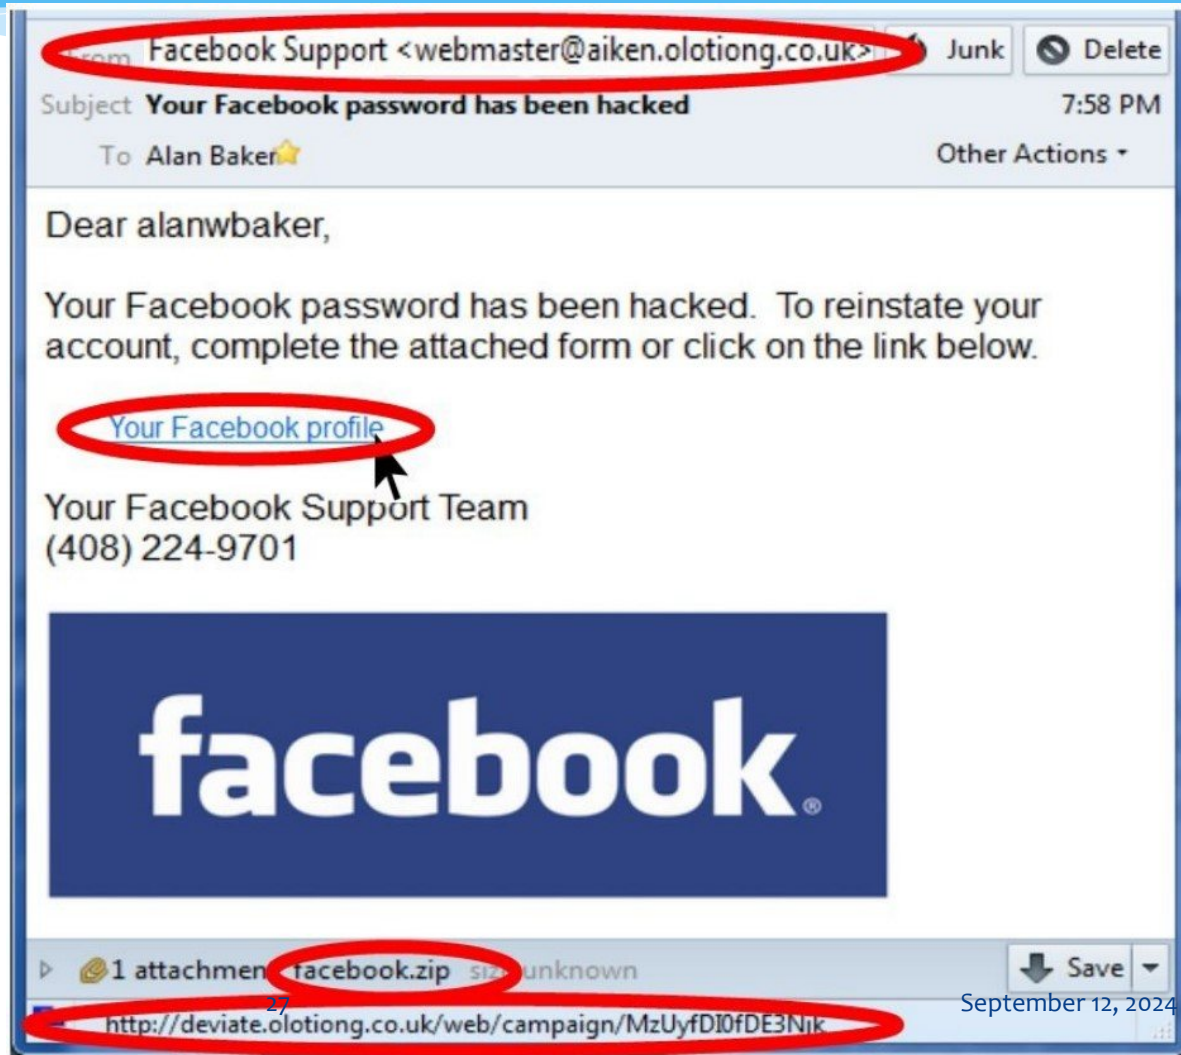 From Facebook Support <webmaster@aiken.olotiong.co.uk> Junk Delete
Subject Your Facebook password has been hacked 7:58 PM
To Alan Baker Other Actions
Dear alanwbaker,
Your Facebook password has been hacked. To reinstate your
account, complete the attached form or click on the link below.
Your Facebook profile
Your Facebook Support Team
(408) 224-9701
facebook®
1 attachment facebook.zip size unknown Save
27 September 12, 2024
http://deviate.olotiong.co.uk/web/campaign/MzUyfDI0fDE3Nik